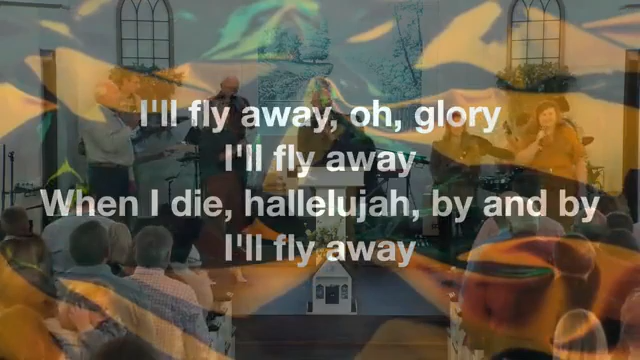 I'll fly away, oh, glory
I'll fly away
When I die, hallelujah, by and by
I'll fly away